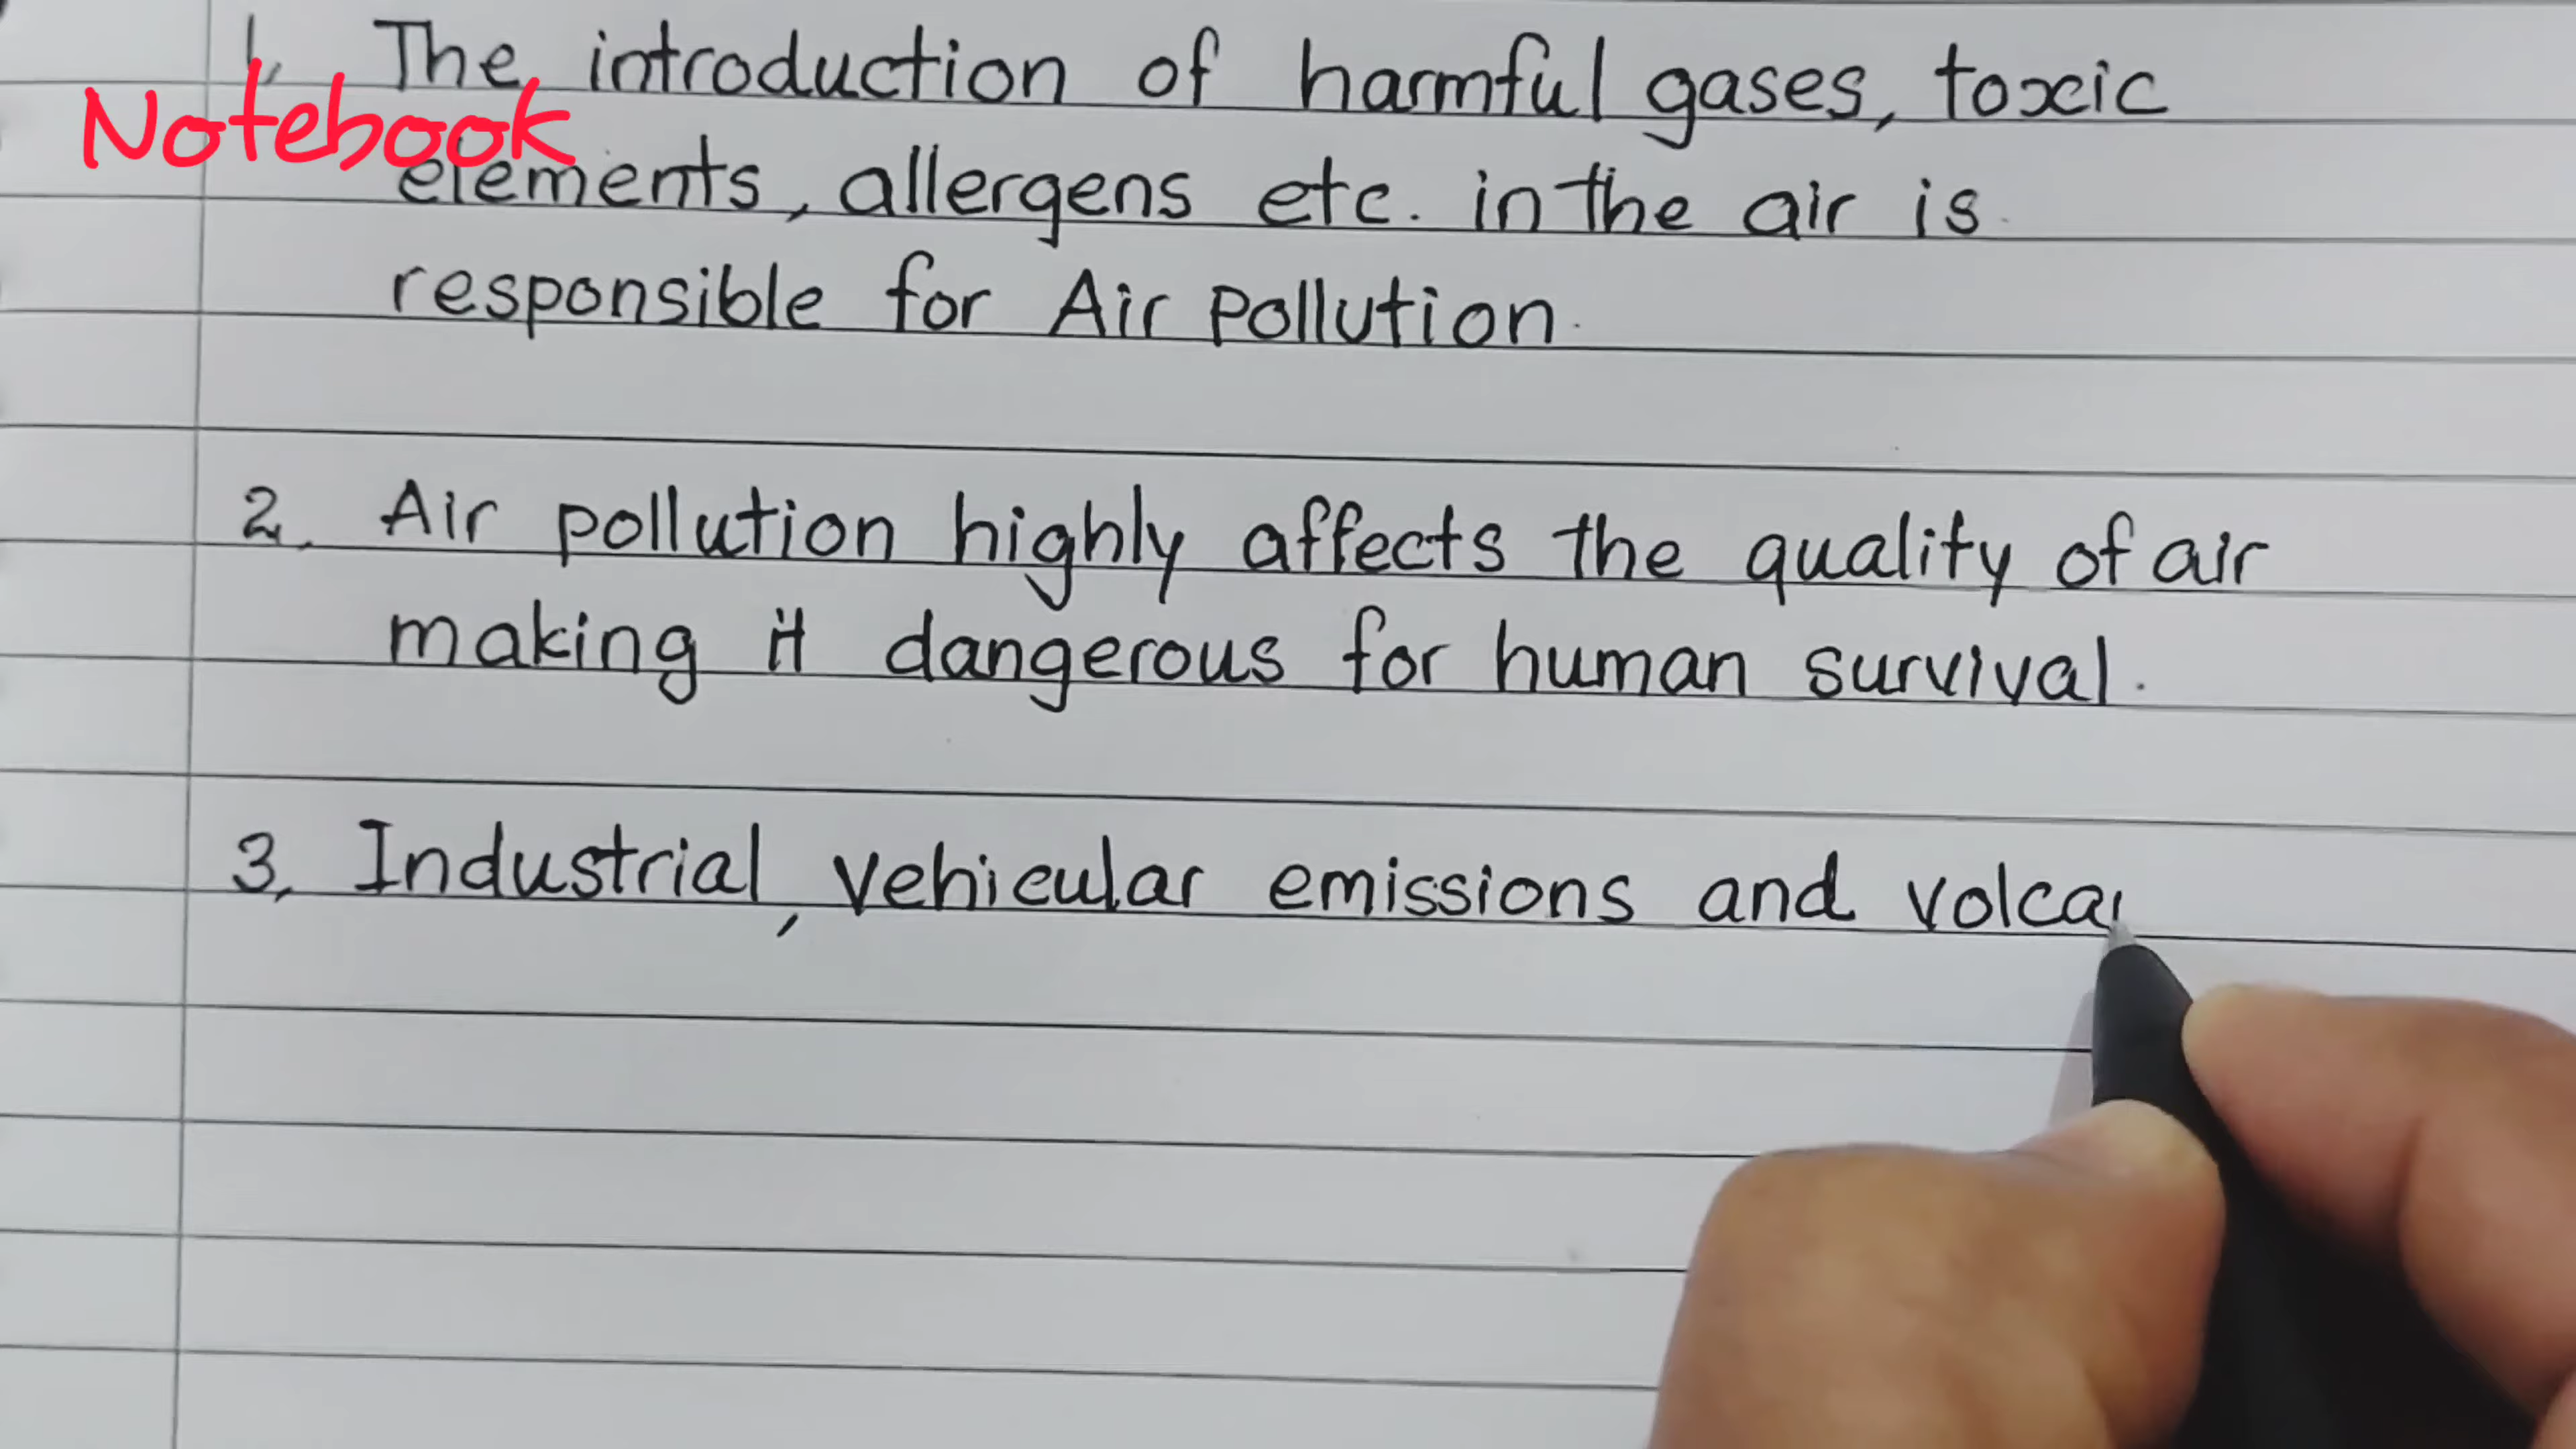 1. The introduction of harmful gases, toxic
Notebook
elements, allergens etc. in the air is
responsible for Air Pollution.
2. Air pollution highly affects the quality of air
making it dangerous for human survival.
3. Industrial, vehicular emissions and volca